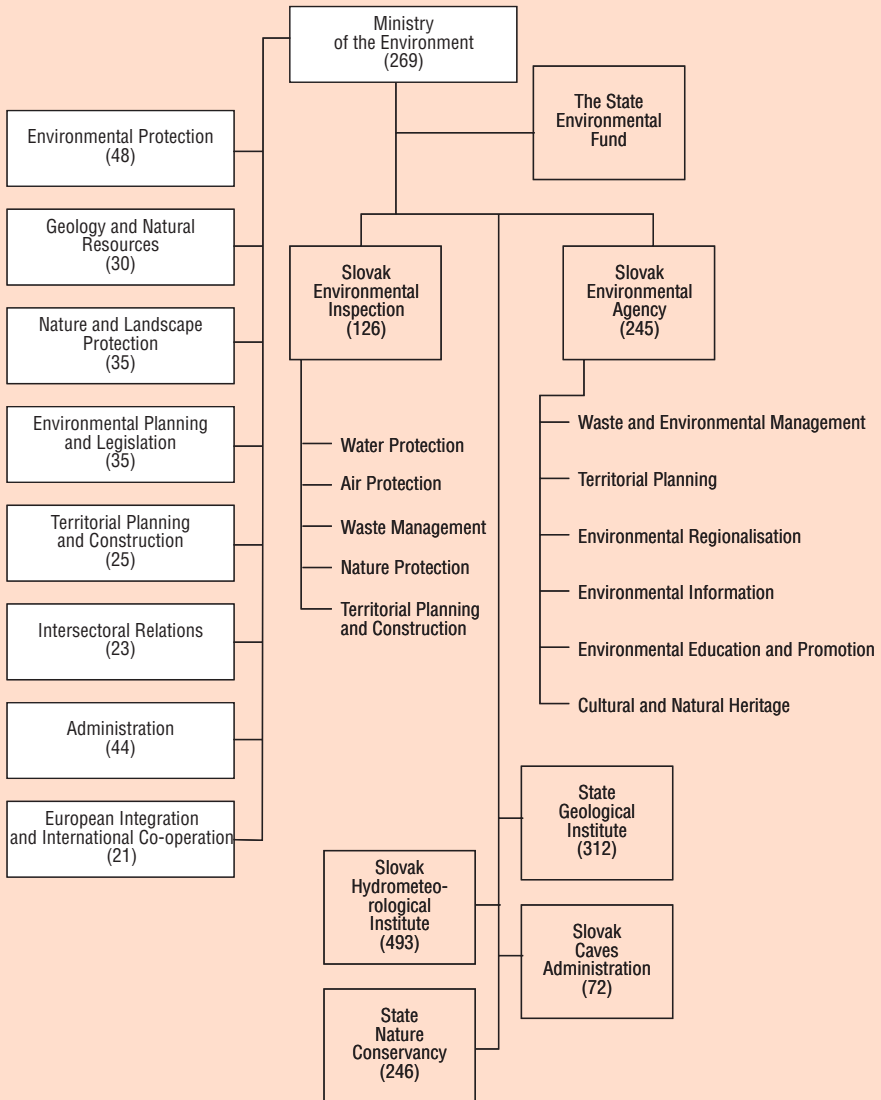 Ministry
of the Environment
(269)
The State
Environmental
Fund
Environmental Protection
(48)
Geology and Natural
Resources
(30)
Nature and Landscape
Protection
(35)
Environmental Planning
and Legislation
(35)
Territorial Planning
and Construction
(25)
Intersectoral Relations
(23)
Administration
(44)
European Integration
and International Co-operation
(21)
Slovak
Environmental
Inspection
(126)
Water Protection
Air Protection
Waste Management
Nature Protection
Territorial Planning
and Construction
Slovak
Environmental
Agency
(245)
Waste and Environmental Management
Territorial Planning
Environmental Regionalisation
Environmental Information
Environmental Education and Promotion
Cultural and Natural Heritage
State
Geological
Institute
(312)
Slovak
Hydrometeo-
rological
Institute
(493)
Slovak
Caves
Administration
(72)
State
Nature
Conservancy
(246)